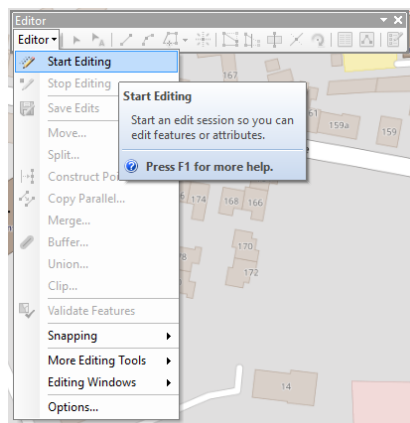 Editor
Editor
Start Editing
167
Stop Editing
Start Editing
Save Edits
Start an edit session so you can
edit features or attributes.
61
159a
159
Move...
Split...
Press F1 for more help.
Construct Po
Copy Parallel...
174
168
166
Merge...
Buffer...
170
Union...
172
Clip...
Validate Features
Snapping
More Editing Tools
Editing Windows
14
Options...